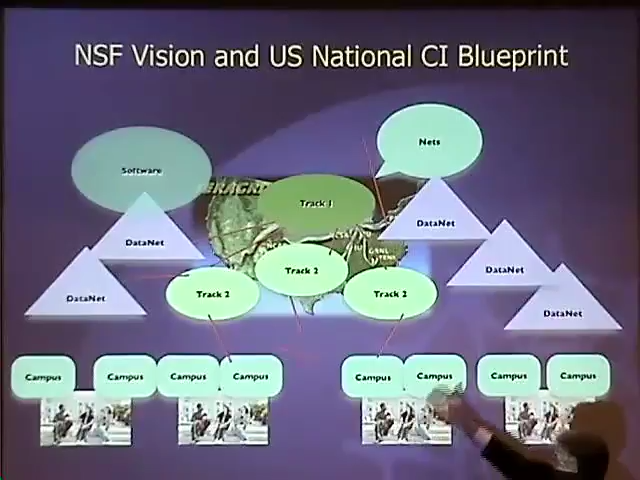 NSF Vision and US National CI Blueprint
Nets
Software
Track 1
DataNet
DataNet
Track 2
DataNet
DataNet
Track 2
Track 2
DataNet
Campus
Campus
Campus
Campus
Campus
Campus
Campus
Campus